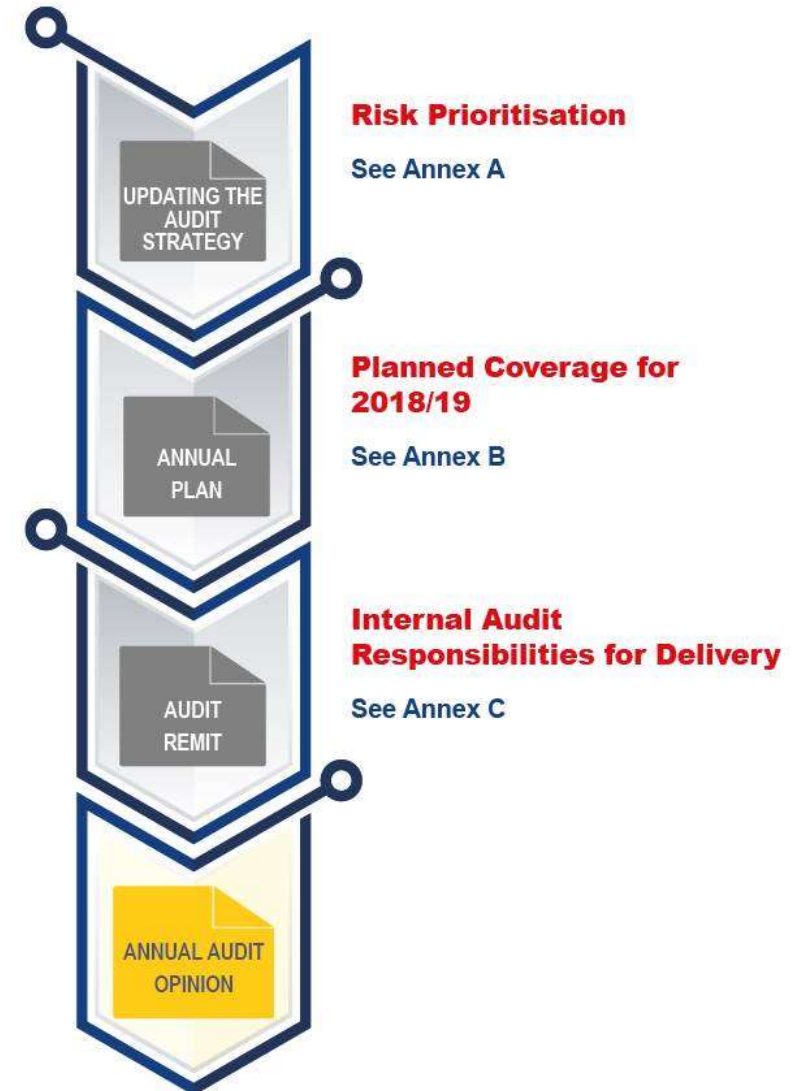 Risk Prioritisation
See Annex A
UPDATING THE
AUDIT
STRATEGY
Planned Coverage for
2018/19
See Annex B
ANNUAL
PLAN
Internal Audit
Responsibilities for Delivery
See Annex C
AUDIT
REMIT
ANNUAL AUDIT
OPINION